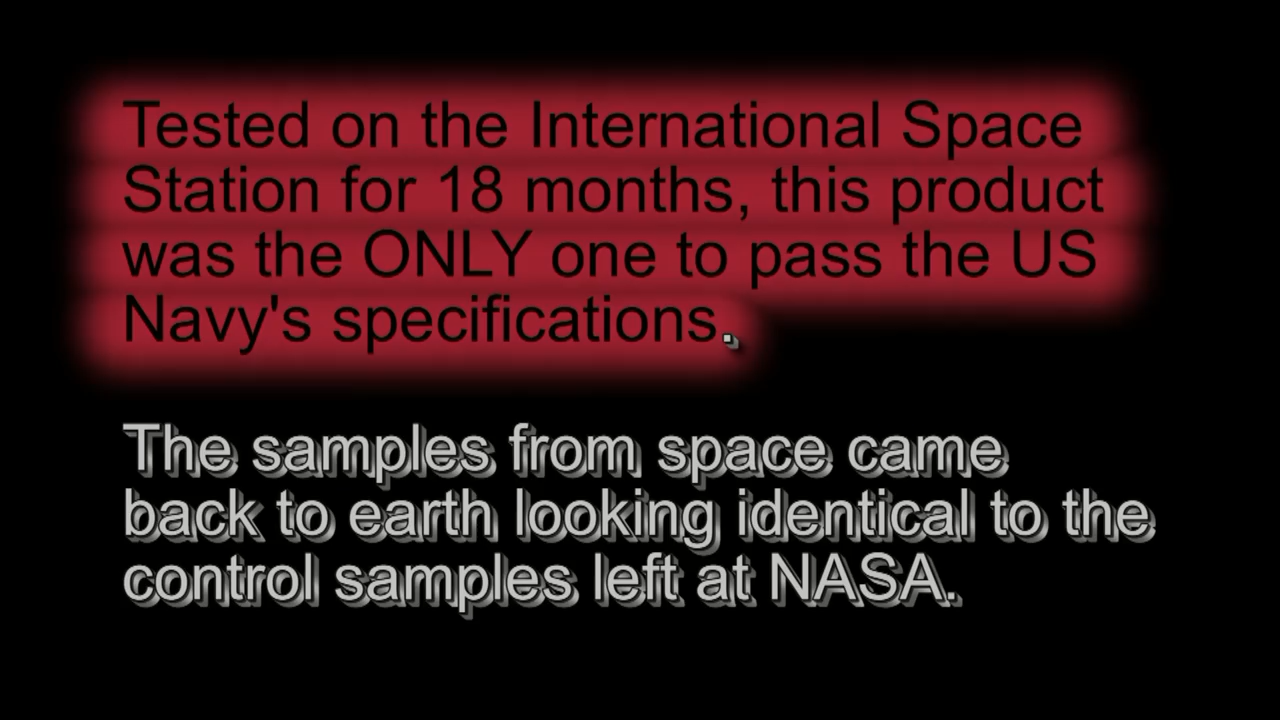 Tested on the International Space
Station for 18 months, this product
was the ONLY one to pass the US
Navy's specifications.
The samples from space came
back to earth looking identical to the
control samples left at NASA.